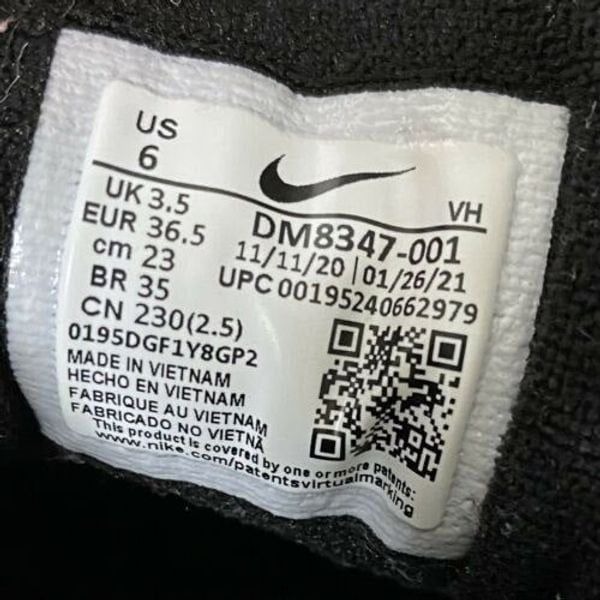 US
6
VH
UK 3.5
EUR 36.5
cm 23
BR 35
CN 230(2.5)
DM8347-001
11/11/20 | 01/26/21
UPC 00195240662979
0195DGF1Y8GP2
MADE IN VIETNAM
HECHO EN VIETNAM
FABRIQUE AU VIETNAM
FABRICADO NO VIETNÃ
This product is covered by one or more patents:
www.nike.com/patentsvirtualmarking